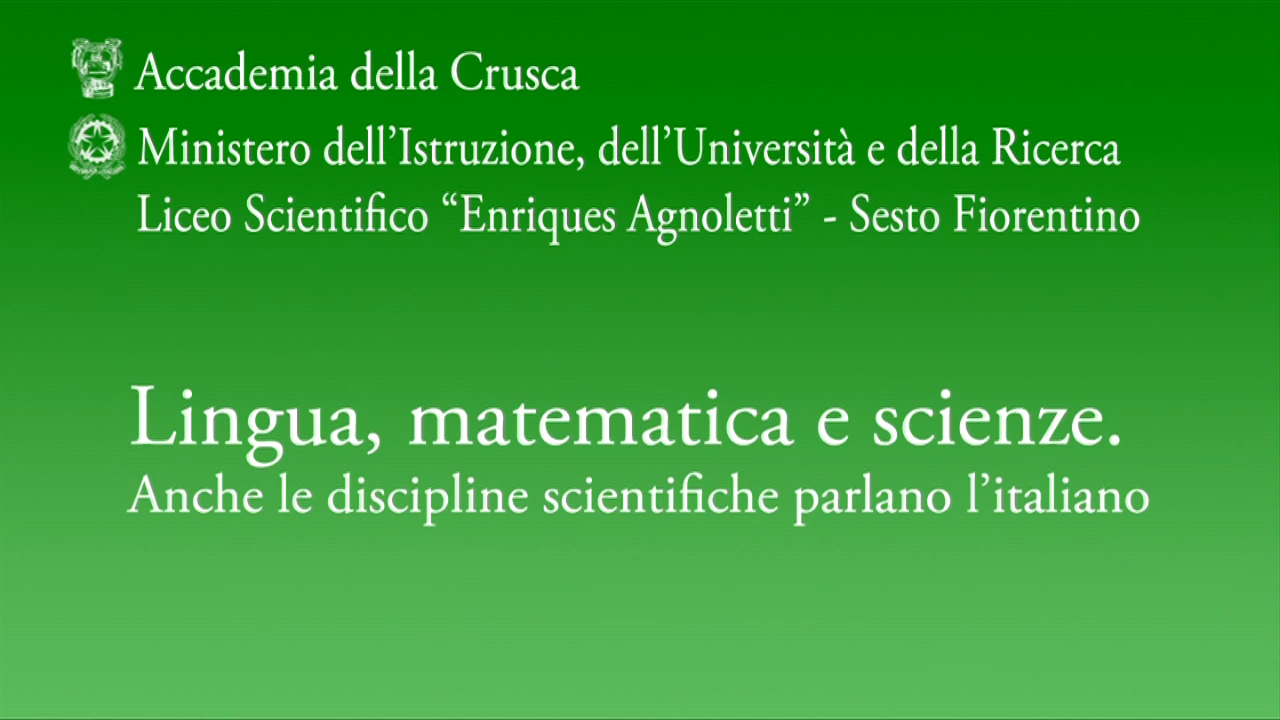 Accademia della Crusca
Ministero dell’Istruzione, dell’Università e della Ricerca
Liceo Scientifico “Enriques Agnoletti” - Sesto Fiorentino
Lingua, matematica e scienze.
Anche le discipline scientifiche parlano l’italiano